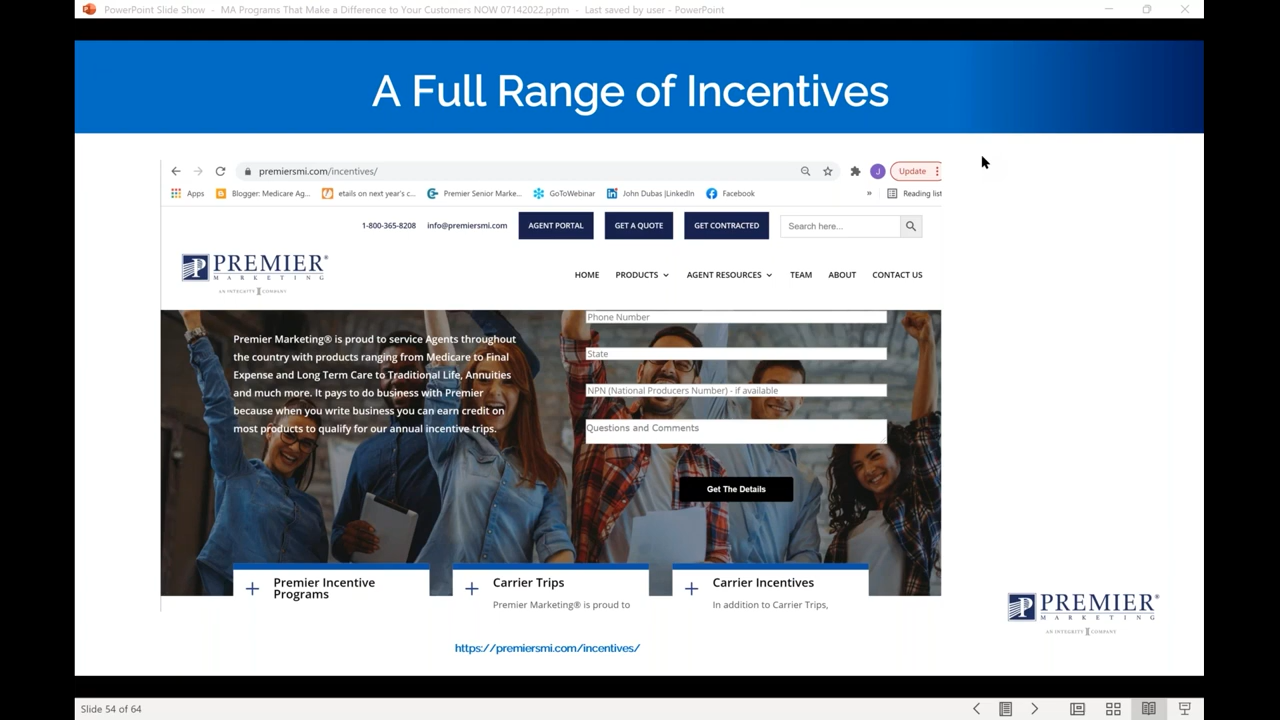 PowerPoint Slide Show - MA Programs That Make a Difference to Your Customers NOW 07142022.pptm - Last saved by user - PowerPoint
A Full Range of Incentives
premiersmi.com/incentives/
J
Update
Apps
Blogger: Medicare Ag...
etails on next year's c...
Premier Senior Marke...
GoToWebinar
John Dubas |LinkedIn
Facebook
»
Reading list
1-800-365-8208
info@premiersmi.com
AGENT PORTAL
GET A QUOTE
GET CONTRACTED
Search here...
PREMIER®
MARKETING
AN INTEGRITY COMPANY
HOME
PRODUCTS
AGENT RESOURCES
TEAM
ABOUT
CONTACT US
Premier Marketing® is proud to service Agents throughout
the country with products ranging from Medicare to Final
Expense and Long Term Care to Traditional Life, Annuities
and much more. It pays to do business with Premier
because when you write business you can earn credit on
most products to qualify for our annual incentive trips.
Phone Number
State
NPN (National Producers Number) - if available
Questions and Comments
Get The Details
Premier Incentive
Programs
Carrier Trips
Premier Marketing® is proud to
Carrier Incentives
In addition to Carrier Trips,
https://premiersmi.com/incentives/
PREMIER®
MARKETING
AN INTEGRITY COMPANY
Slide 54 of 64